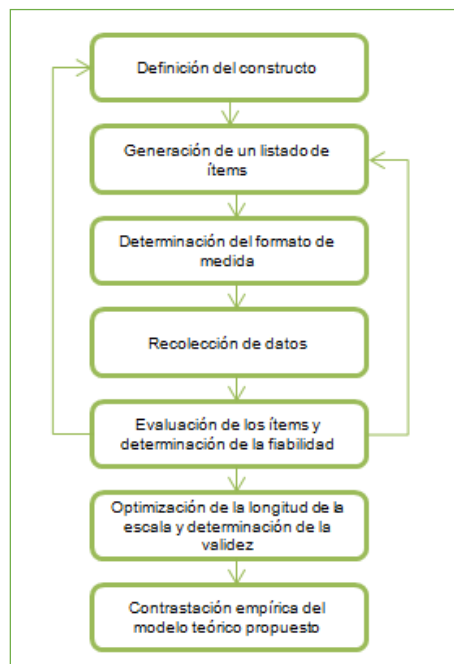 Definición del constructo
Generación de un listado de
ítems
Determinación del formato de
medida
Recolección de datos
Evaluación de los ítems y
determinación de la fiabilidad
Optimización de la longitud de la
escala y determinación de la
validez
Contrastación empírica del
modelo teórico propuesto